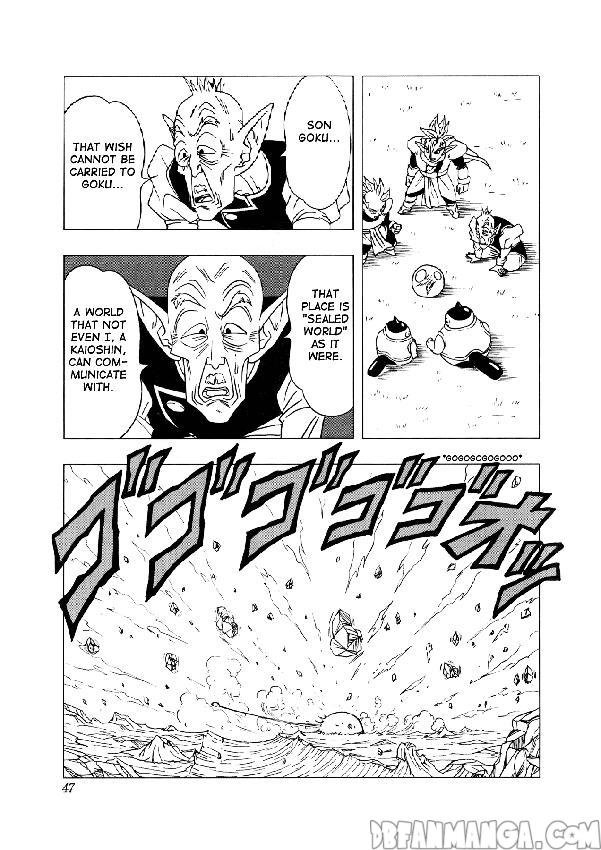 SON
GOKU...
THAT WISH
CANNOT BE
CARRIED TO
GOKU...
THAT
PLACE IS
"SEALED
WORLD"
AS IT
WERE.
A WORLD
THAT NOT
EVEN I, A
KAIOSHIN,
CAN COM-
MUNICATE
WITH.
*GOGOGOGOGOOO*
ゴゴゴゴゴオッ
47
DBFANMANGA.COM